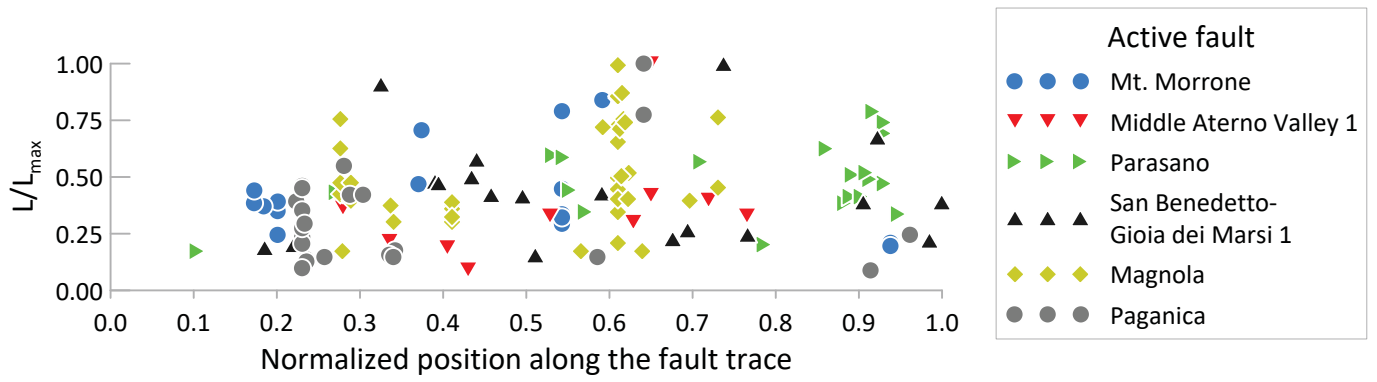 1.00
0.75
0.50
0.25
0.00
L/Lmax
0.0 0.1 0.2 0.3 0.4 0.5 0.6 0.7 0.8 0.9 1.0
Normalized position along the fault trace
Active fault
Mt. Morrone
Middle Aterno Valley 1
Parasano
San Benedetto-
Gioia dei Marsi 1
Magnola
Paganica